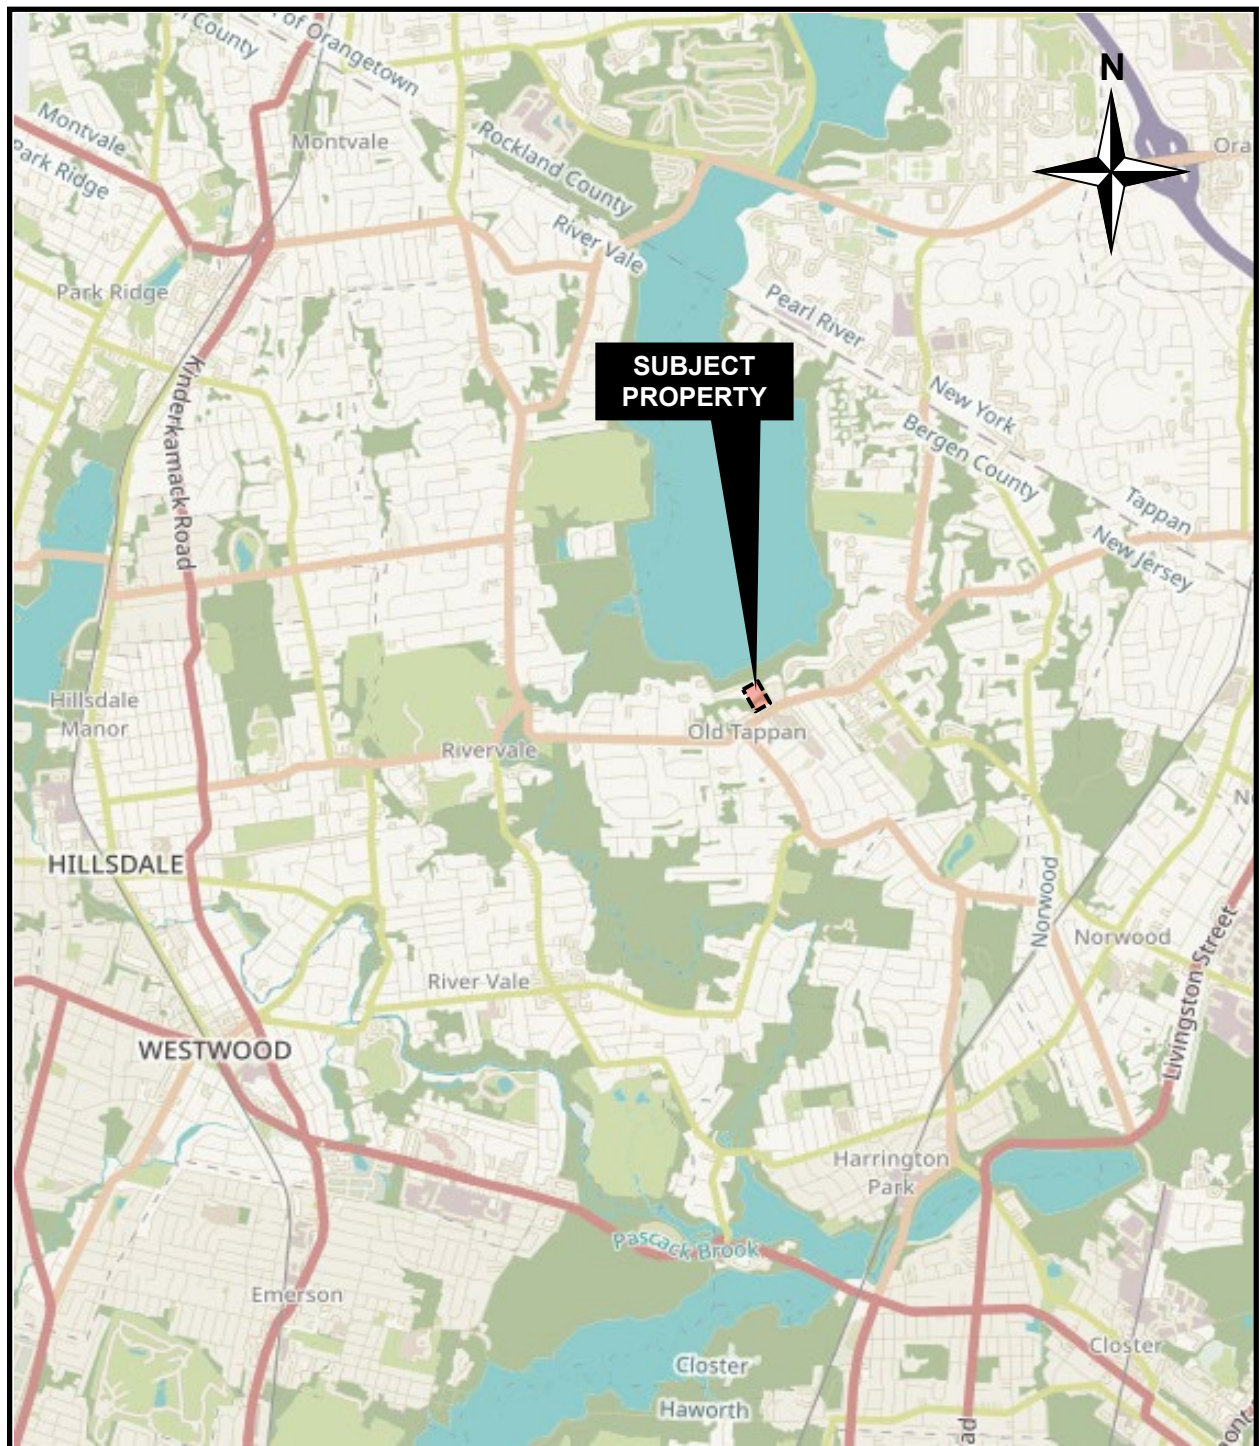 County
of Orangetown
N
Montvale
Montvale
Park Ridge
Rockland County
River Vale
Park Ridge
Pearl River
SUBJECT
PROPERTY
Kinderkamack Road
New York
Bergen County
Tappan
New Jersey
Hillsdale
Manor
Old Tappan
Rivervale
HILLSDALE
Norwood
Norwood
River Vale
Livingston Street
WESTWOOD
Harrington
Park
Pascack Brook
Emerson
Closter
Closter
Haworth